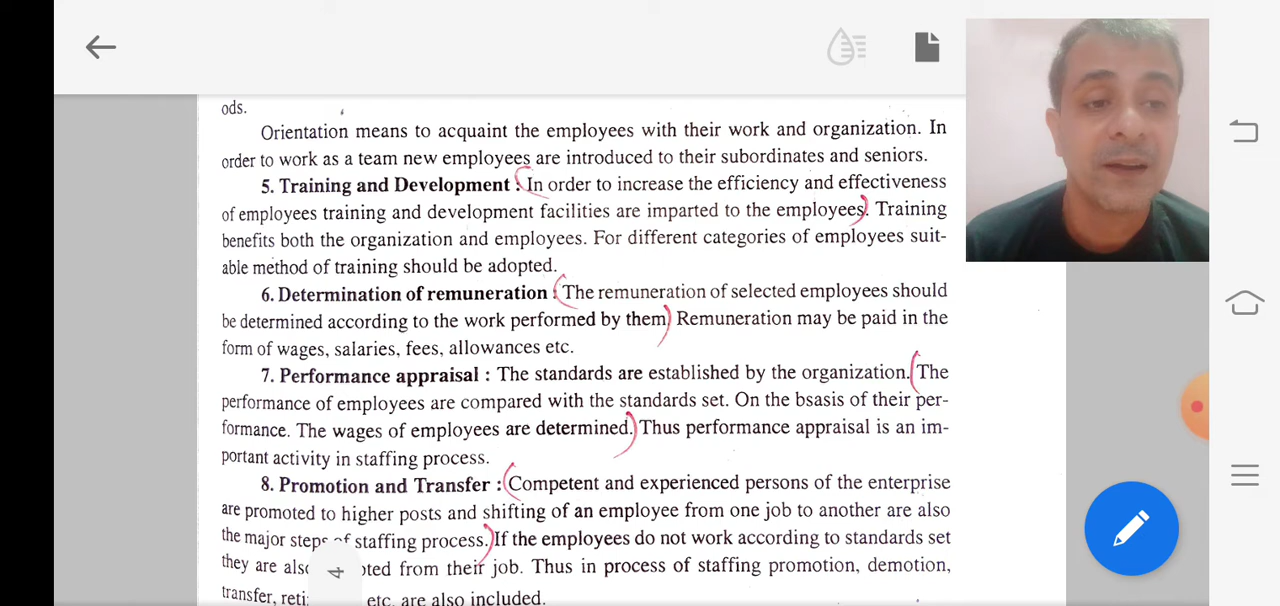 ods.
Orientation means to acquaint the employees with their work and organization. In
order to work as a team new employees are introduced to their subordinates and seniors.
5. Training and Development : In order to increase the efficiency and effectiveness
of employees training and development facilities are imparted to the employees. Training
benefits both the organization and employees. For different categories of employees suit-
able method of training should be adopted.
6. Determination of remuneration : The remuneration of selected employees should
be determined according to the work performed by them) Remuneration may be paid in the
form of wages, salaries, fees, allowances etc.
7. Performance appraisal : The standards are established by the organization. The
performance of employees are compared with the standards set. On the bsasis of their per-
formance. The wages of employees are determined. Thus performance appraisal is an im-
portant activity in staffing process.
8. Promotion and Transfer : Competent and experienced persons of the enterprise
are promoted to higher posts and shifting of an employee from one job to another are also
the major steps of staffing process. If the employees do not work according to standards set
they are from their job. Thus in process of staffing promotion, demotion,
transfer, etc. are also included.
4